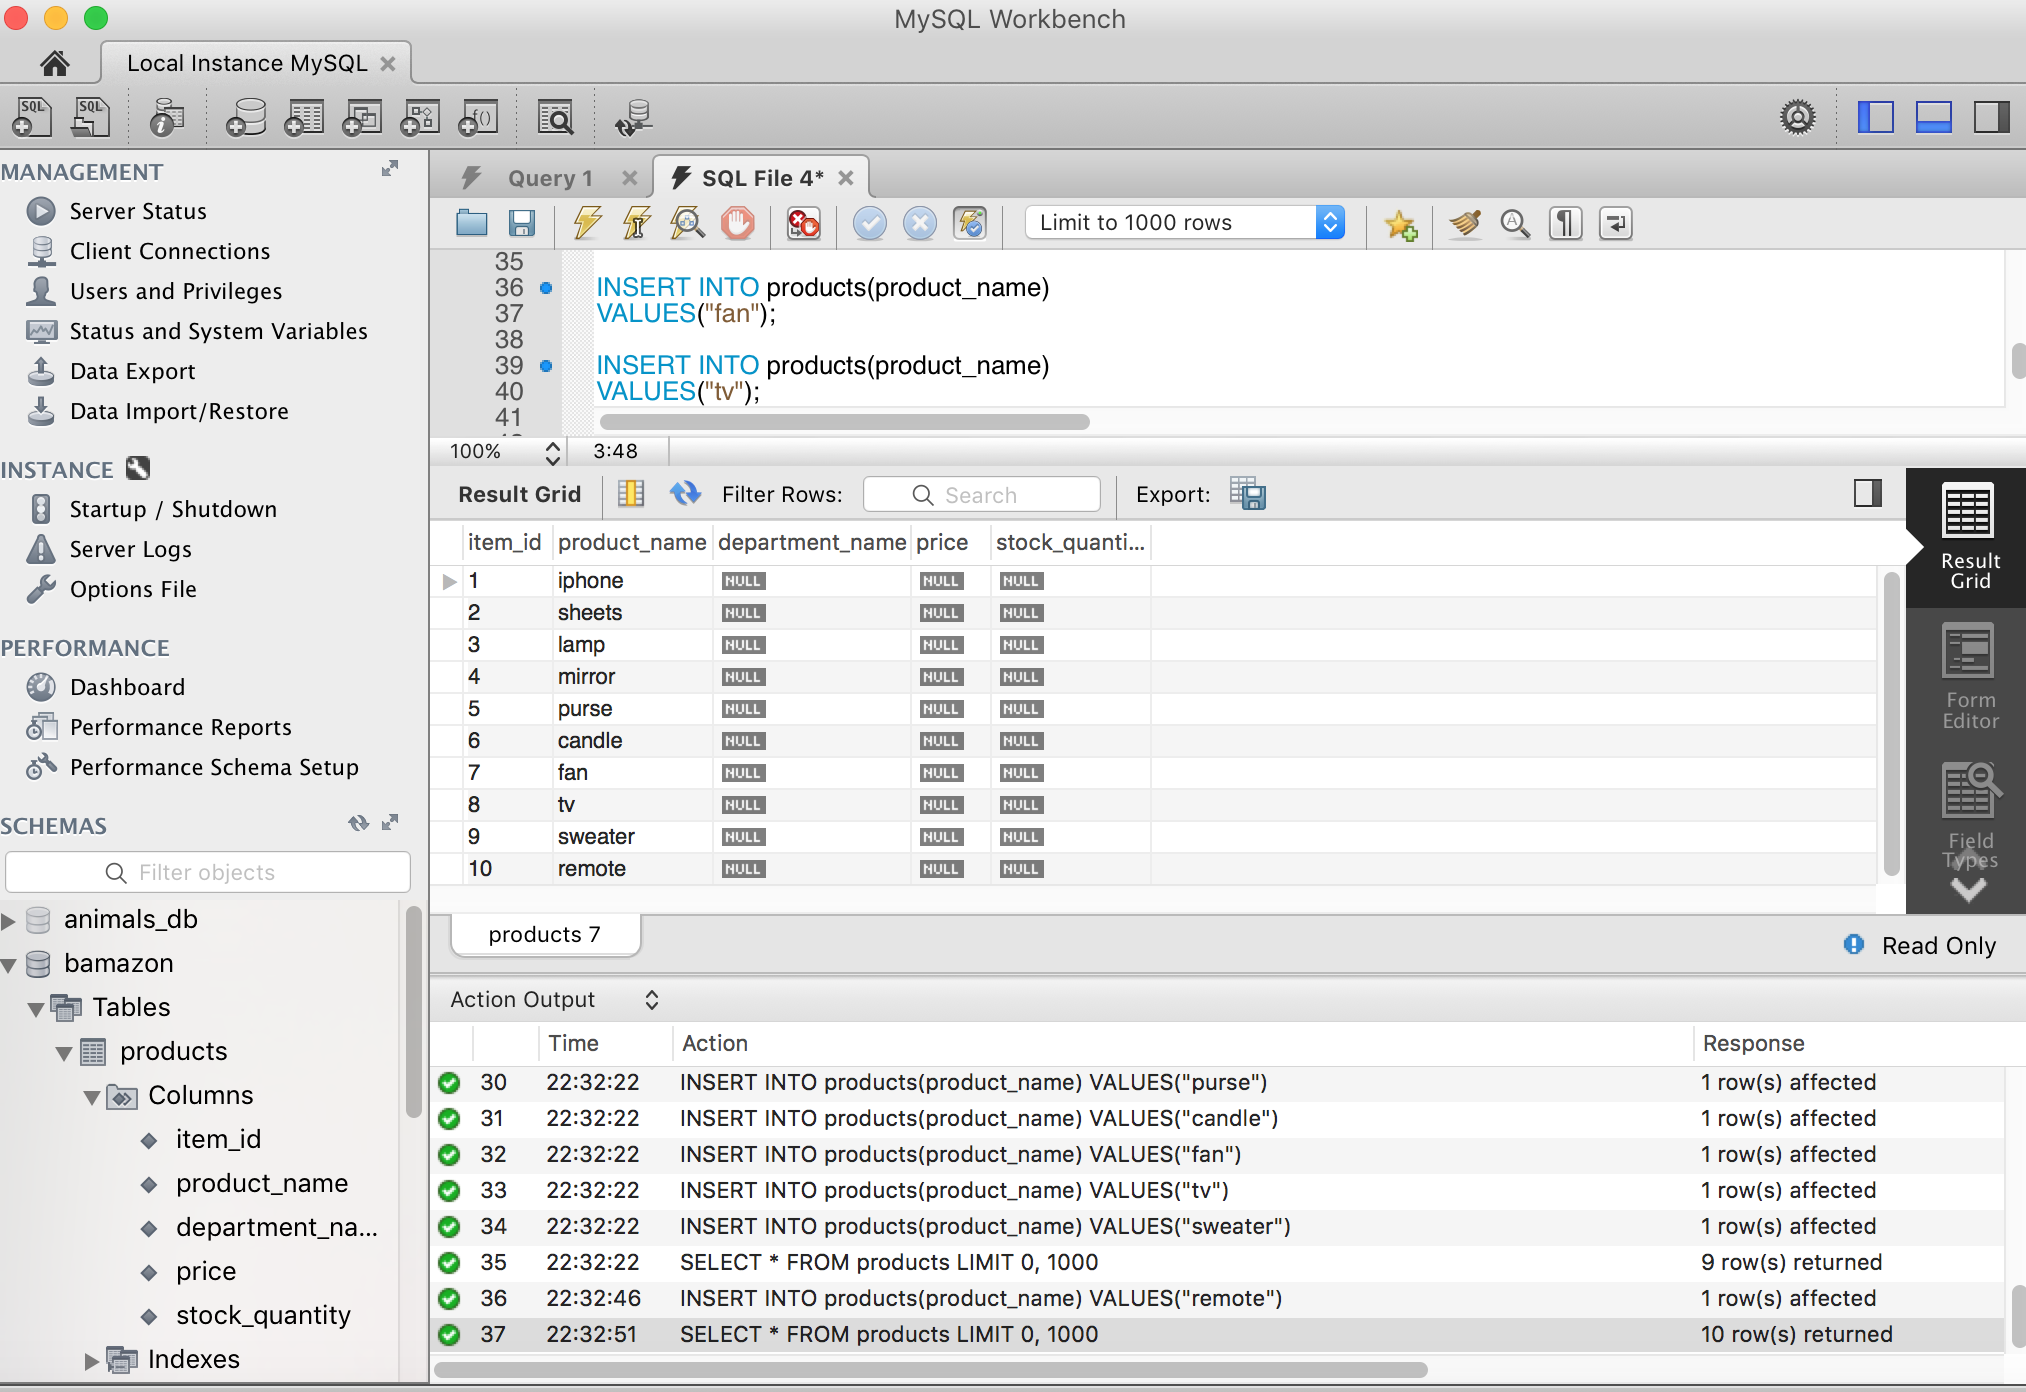 MySQL Workbench
Local Instance MySQL
SQL SQL i f()
MANAGEMENT
Server Status
Client Connections
Users and Privileges
Status and System Variables
Data Export
Data Import/Restore
INSTANCE
Startup / Shutdown
Server Logs
Options File
PERFORMANCE
Dashboard
Performance Reports
Performance Schema Setup
SCHEMAS
Filter objects
animals_db
bamazon
Tables
products
Columns
item_id
product_name
department_na...
price
stock_quantity
Indexes
Query 1
SQL File 4*
Limit to 1000 rows
35
36 INSERT INTO products(product_name)
37 VALUES("fan");
38
39 INSERT INTO products(product_name)
40 VALUES("tv");
41
100% 3:48
Result Grid Filter Rows: Search Export:
item_id product_name department_name price stock_quanti...
1 iphone NULL NULL NULL
2 sheets NULL NULL NULL
3 lamp NULL NULL NULL
4 mirror NULL NULL NULL
5 purse NULL NULL NULL
6 candle NULL NULL NULL
7 fan NULL NULL NULL
8 tv NULL NULL NULL
9 sweater NULL NULL NULL
10 remote NULL NULL NULL
Result
Grid
Form
Editor
Field
Types
products 7
Read Only
Action Output
Time Action Response
30 22:32:22 INSERT INTO products(product_name) VALUES("purse") 1 row(s) affected
31 22:32:22 INSERT INTO products(product_name) VALUES("candle") 1 row(s) affected
32 22:32:22 INSERT INTO products(product_name) VALUES("fan") 1 row(s) affected
33 22:32:22 INSERT INTO products(product_name) VALUES("tv") 1 row(s) affected
34 22:32:22 INSERT INTO products(product_name) VALUES("sweater") 1 row(s) affected
35 22:32:22 SELECT * FROM products LIMIT 0, 1000 9 row(s) returned
36 22:32:46 INSERT INTO products(product_name) VALUES("remote") 1 row(s) affected
37 22:32:51 SELECT * FROM products LIMIT 0, 1000 10 row(s) returned